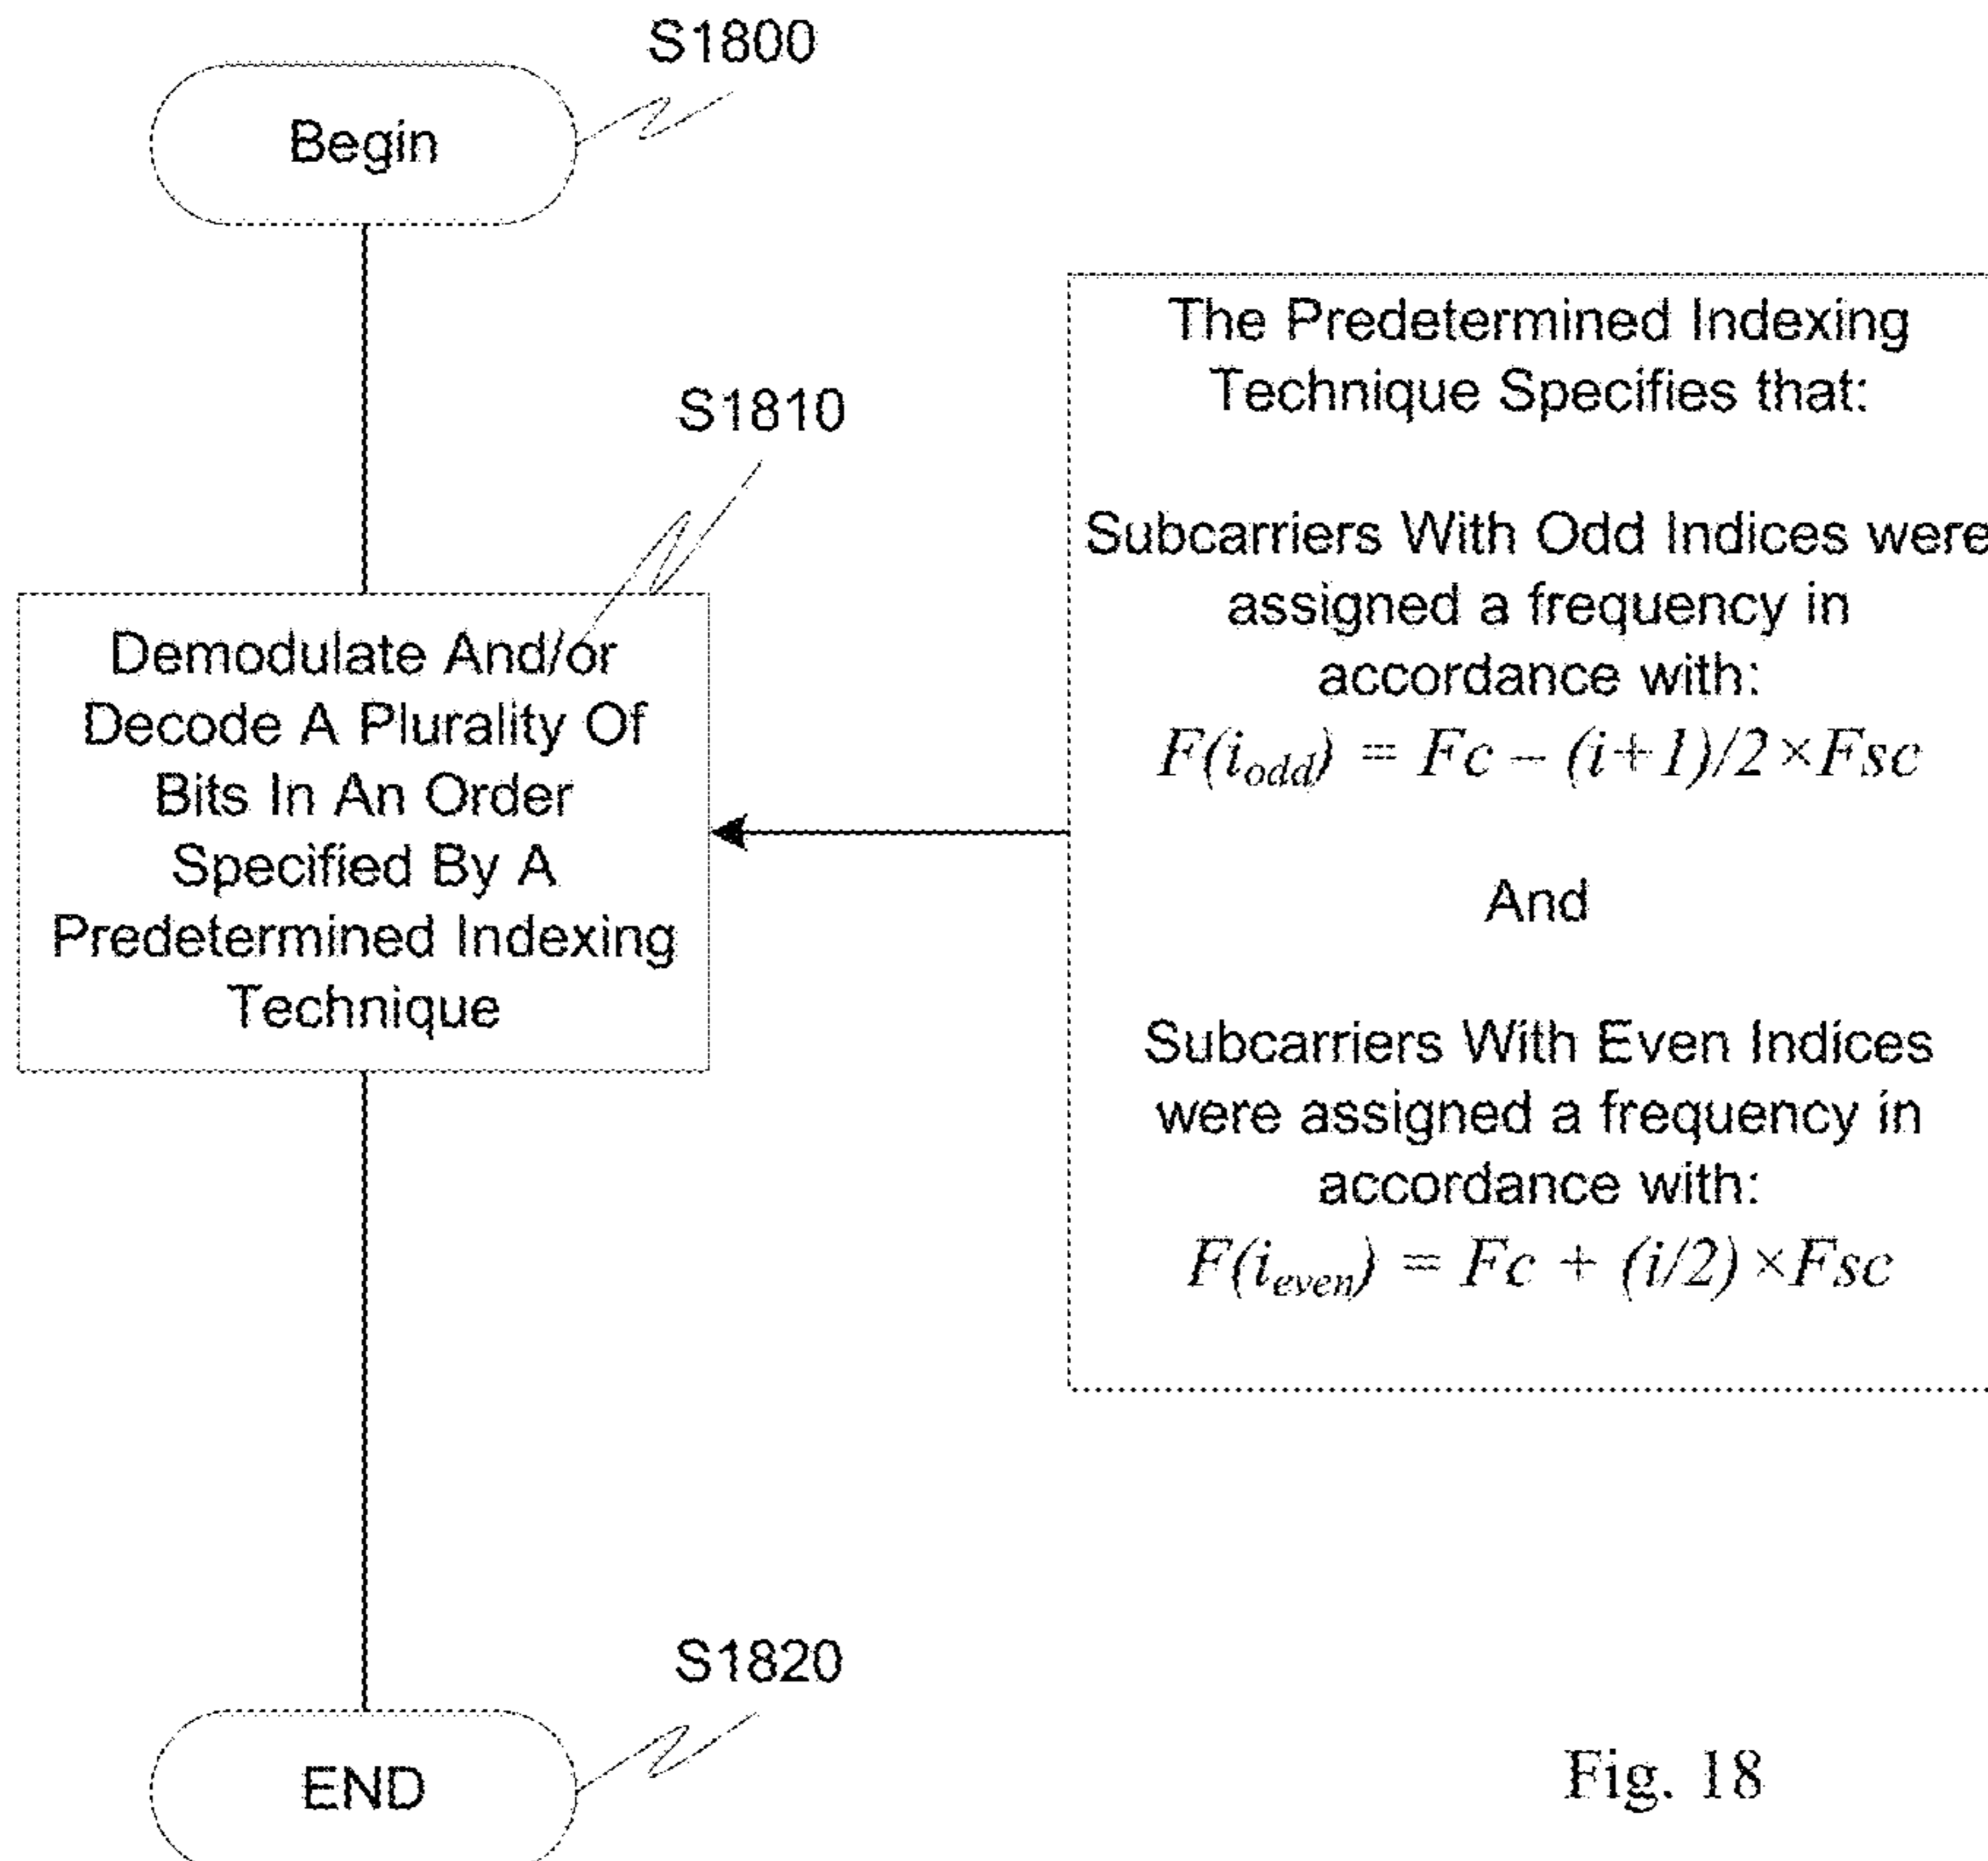 S1800
Begin
S1810
Demodulate And/or
Decode A Plurality Of
Bits In An Order
Specified By A
Predetermined Indexing
Technique
The Predetermined Indexing
Technique Specifies that:
Subcarriers With Odd Indices were
assigned a frequency in
accordance with:
F(i_odd) = Fc – (i+1)/2×Fsc
And
Subcarriers With Even Indices
were assigned a frequency in
accordance with:
F(i_even) = Fc + (i/2)×Fsc
S1820
END
Fig. 18